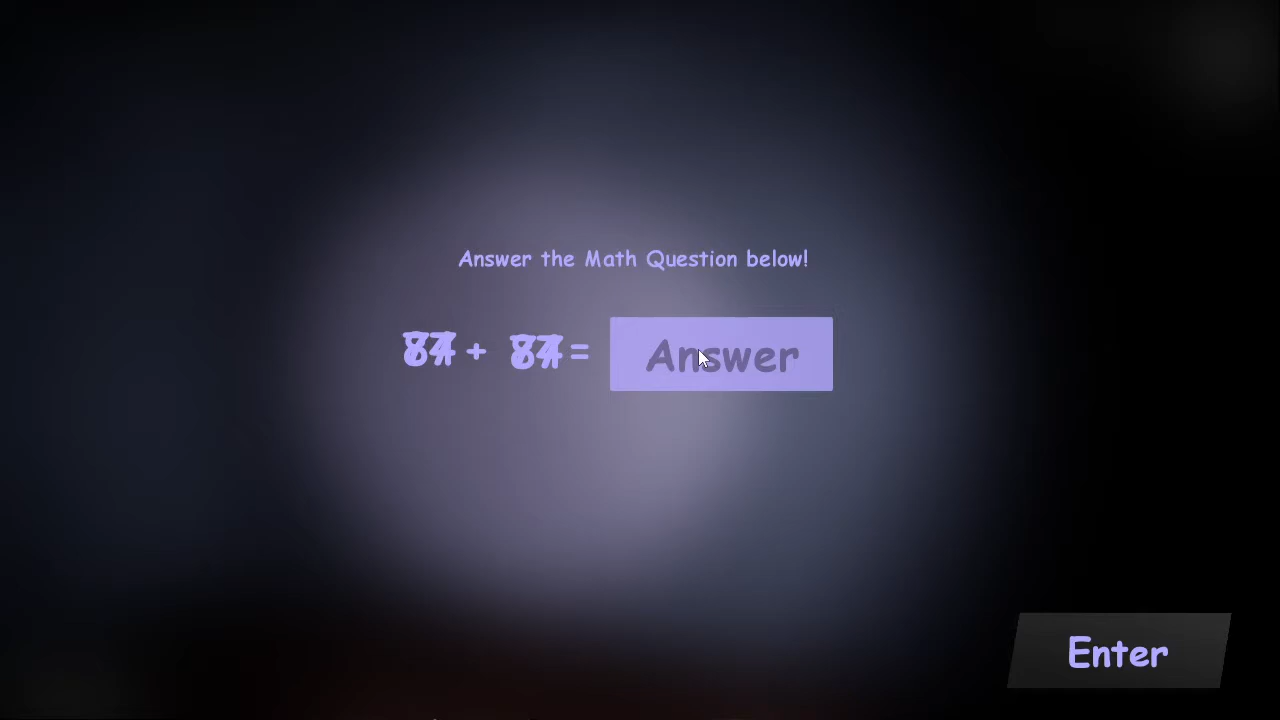 Answer the Math Question below!
+ = Answer
Enter